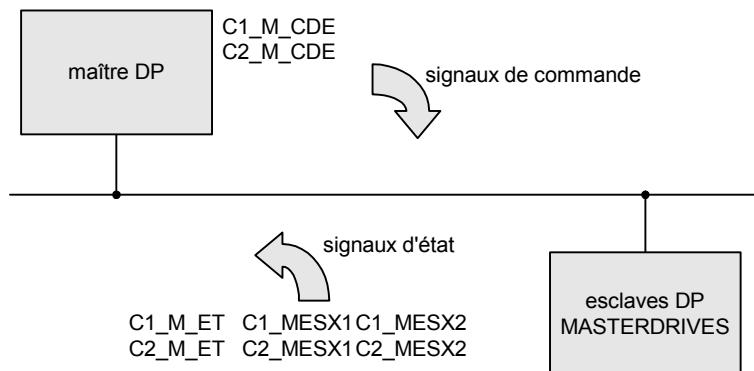 C1_M_CDE
C2_M_CDE
maître DP
signaux de commande
signaux d'état
C1_M_ET C1_MESX1 C1_MESX2
C2_M_ET C2_MESX1 C2_MESX2
esclaves DP
MASTERDRIVES